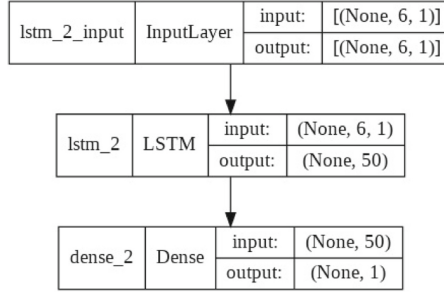 lstm_2_input InputLayer input: [(None, 6, 1)]
output: [(None, 6, 1)]
lstm_2 LSTM input: (None, 6, 1)
output: (None, 50)
dense_2 Dense input: (None, 50)
output: (None, 1)